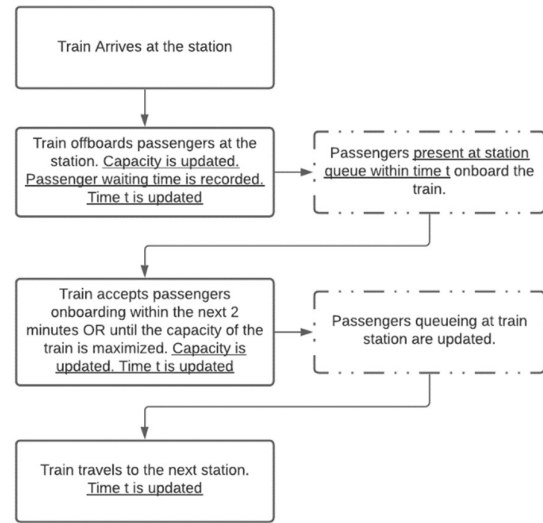 Train Arrives at the station
Train offboards passengers at the
station. Capacity is updated.
Passenger waiting time is recorded.
Time t is updated
Passengers present at station
queue within time t onboard the
train.
Train accepts passengers
onboarding within the next 2
minutes OR until the capacity of the
train is maximized. Capacity is
updated. Time t is updated
Passengers queueing at train
station are updated.
Train travels to the next station.
Time t is updated